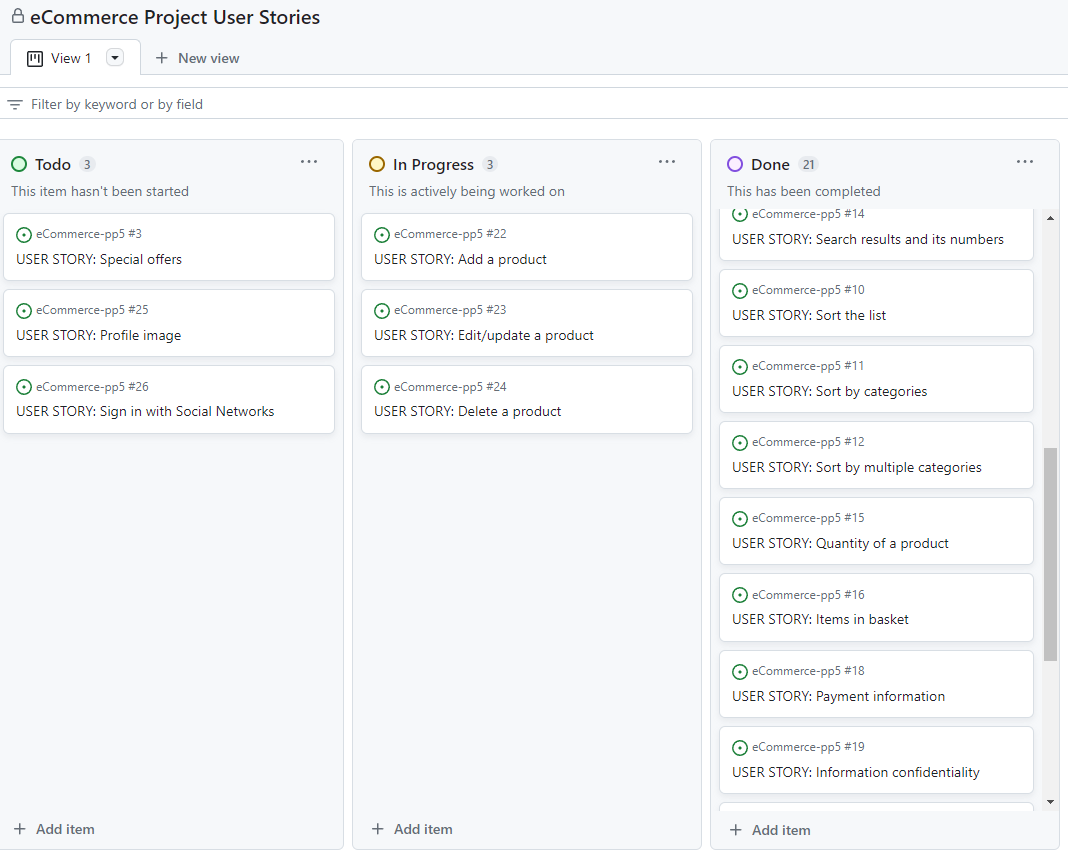 eCommerce Project User Stories
View 1
New view
Filter by keyword or by field
Todo 3
This item hasn't been started
eCommerce-pp5 #3
USER STORY: Special offers
eCommerce-pp5 #25
USER STORY: Profile image
eCommerce-pp5 #26
USER STORY: Sign in with Social Networks
Add item
In Progress 3
This is actively being worked on
eCommerce-pp5 #22
USER STORY: Add a product
eCommerce-pp5 #23
USER STORY: Edit/update a product
eCommerce-pp5 #24
USER STORY: Delete a product
Add item
Done 21
This has been completed
eCommerce-pp5 #14
USER STORY: Search results and its numbers
eCommerce-pp5 #10
USER STORY: Sort the list
eCommerce-pp5 #11
USER STORY: Sort by categories
eCommerce-pp5 #12
USER STORY: Sort by multiple categories
eCommerce-pp5 #15
USER STORY: Quantity of a product
eCommerce-pp5 #16
USER STORY: Items in basket
eCommerce-pp5 #18
USER STORY: Payment information
eCommerce-pp5 #19
USER STORY: Information confidentiality
Add item